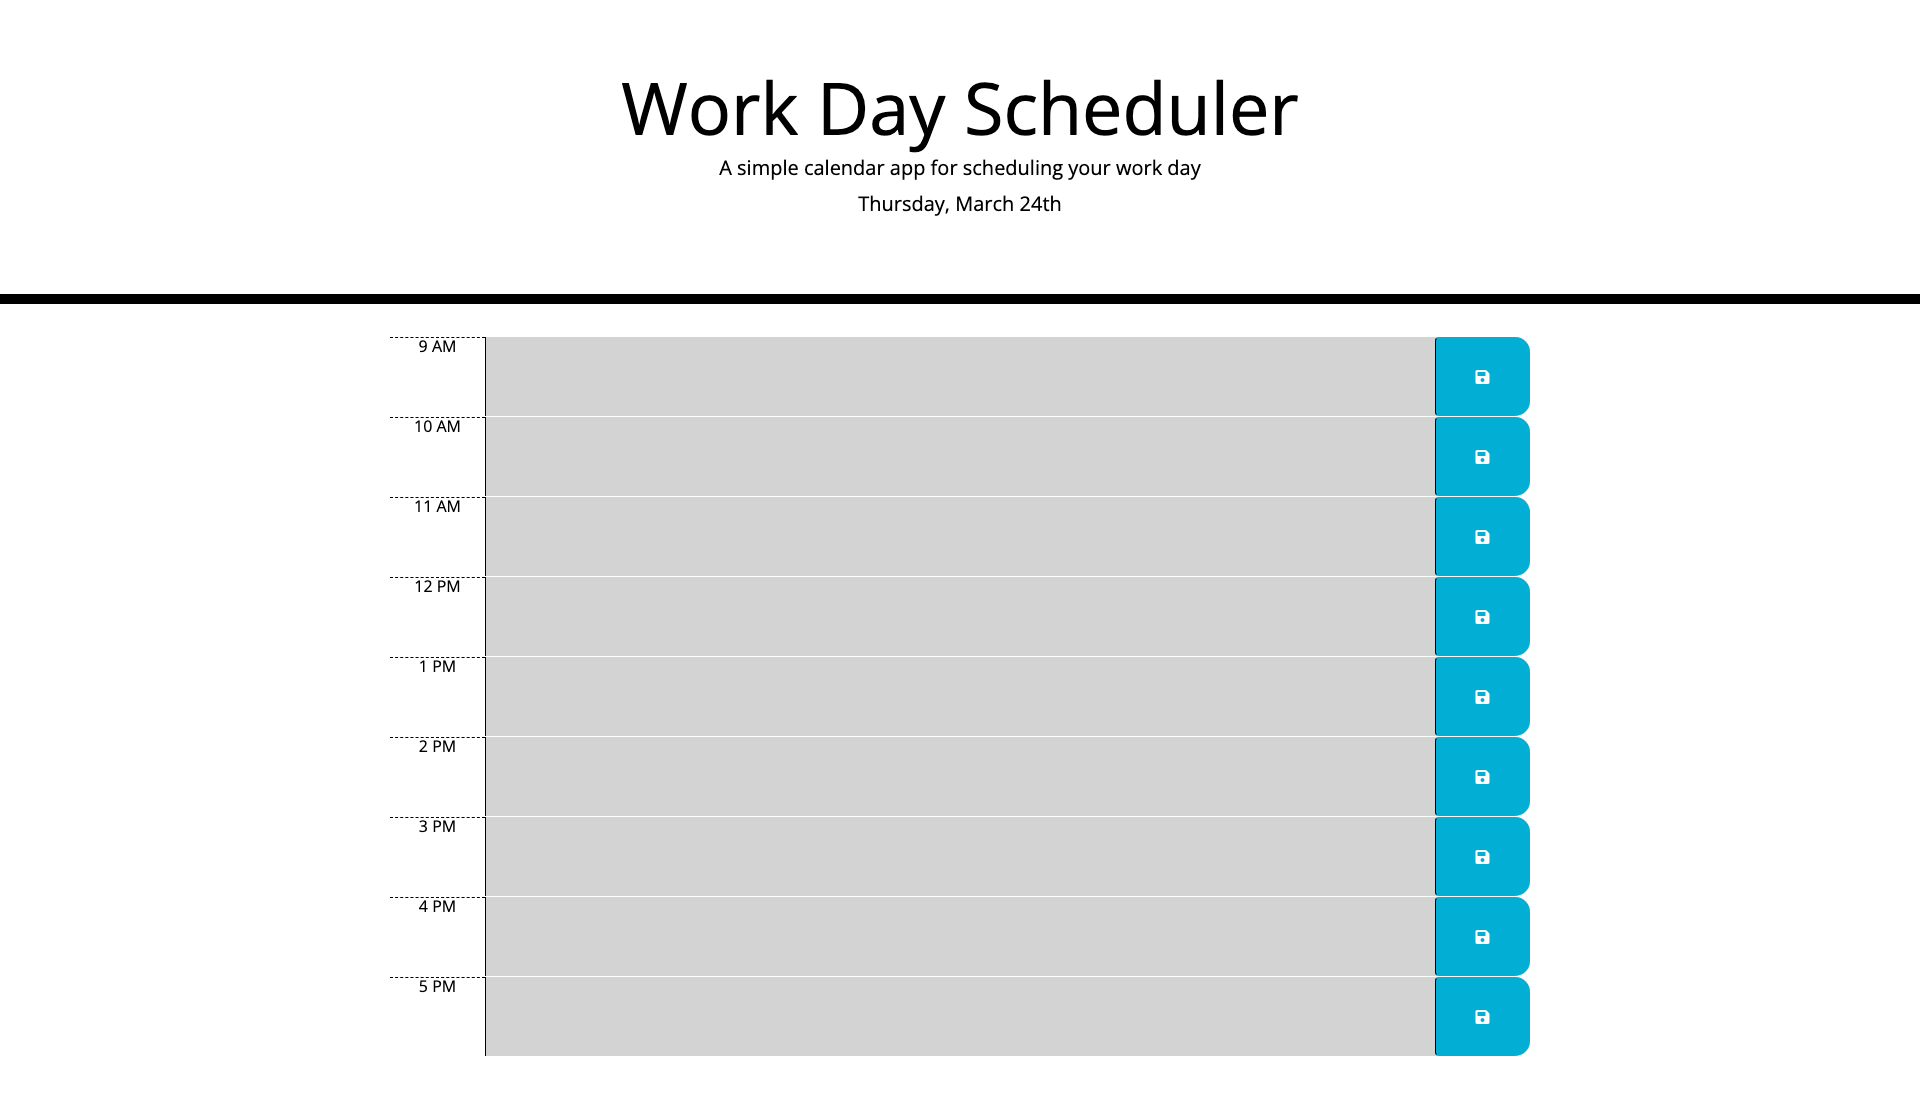 Work Day Scheduler
A simple calendar app for scheduling your work day
Thursday, March 24th
9 AM
10 AM
11 AM
12 PM
1 PM
2 PM
3 PM
4 PM
5 PM